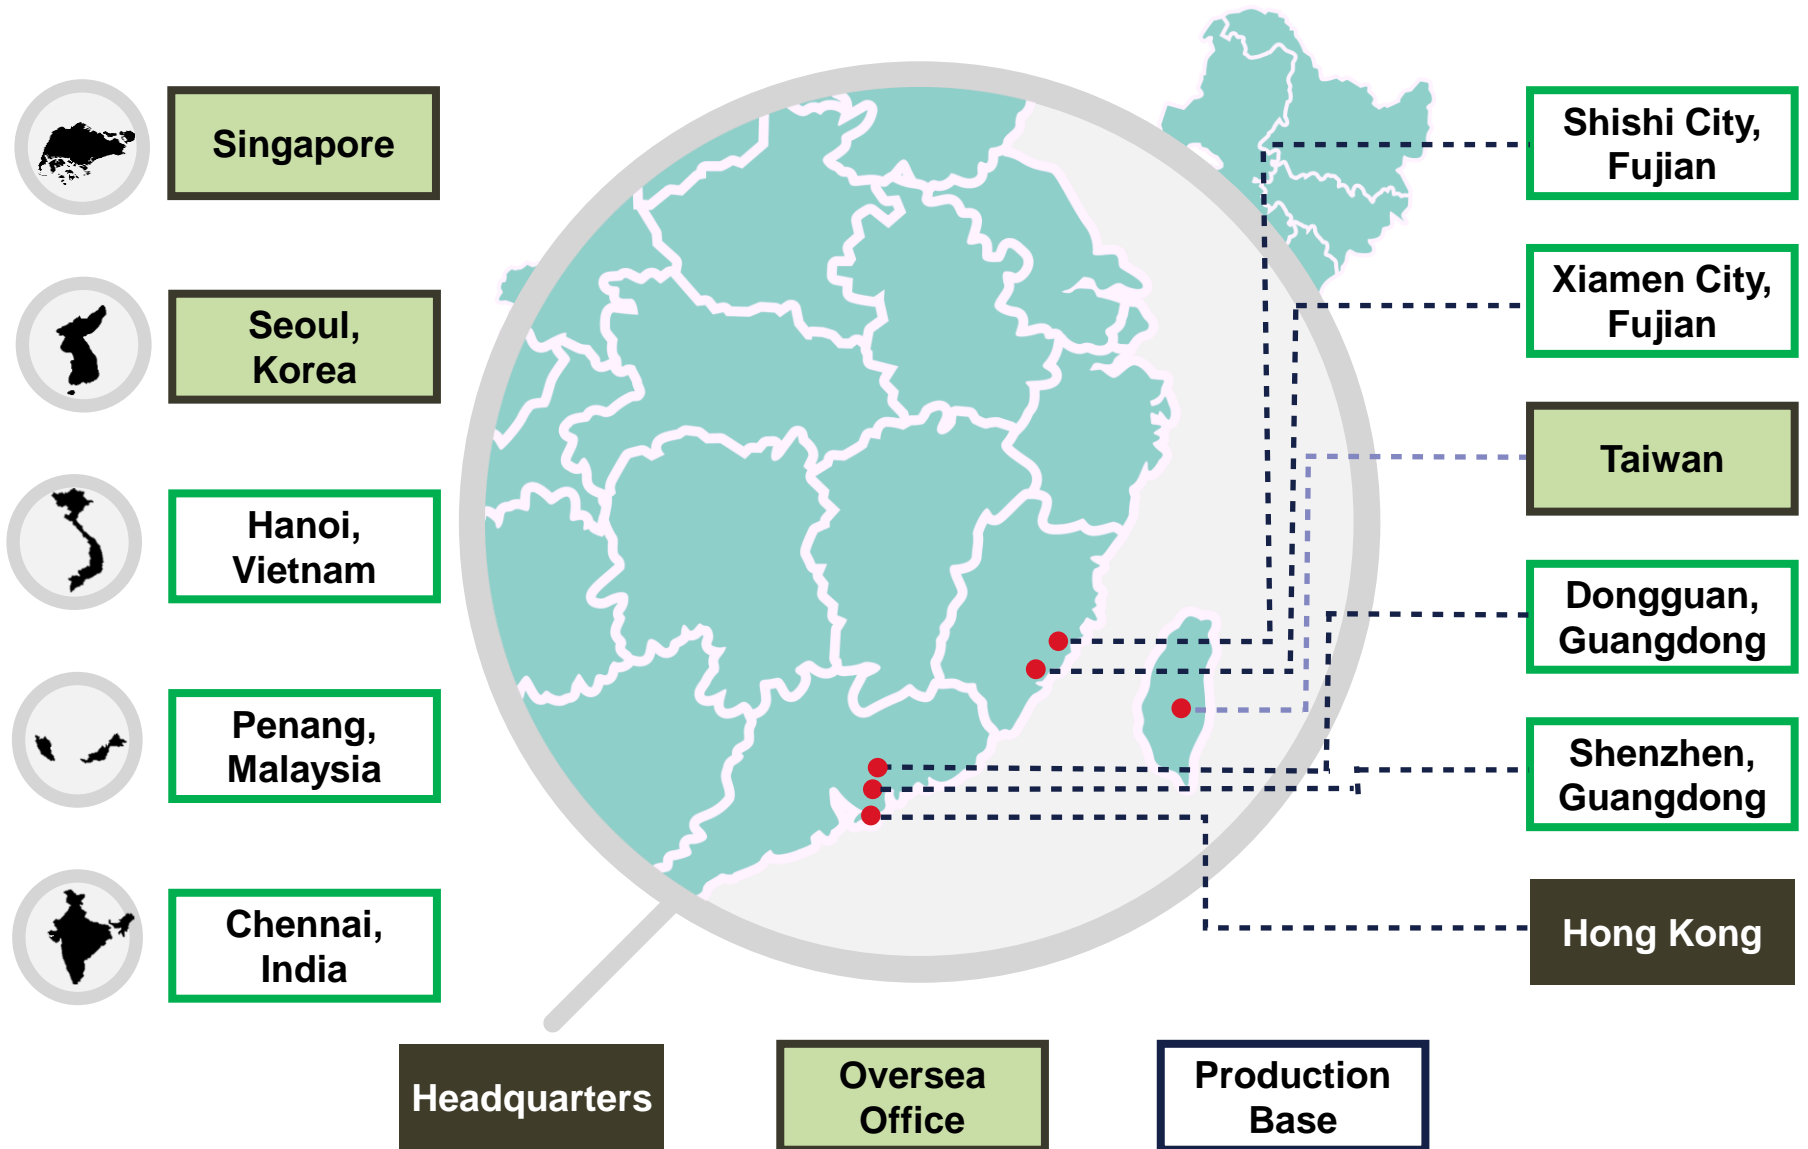 Singapore
Seoul,
Korea
Hanoi,
Vietnam
Penang,
Malaysia
Chennai,
India
Shishi City,
Fujian
Xiamen City,
Fujian
Taiwan
Dongguan,
Guangdong
Shenzhen,
Guangdong
Hong Kong
Headquarters
Oversea
Office
Production
Base